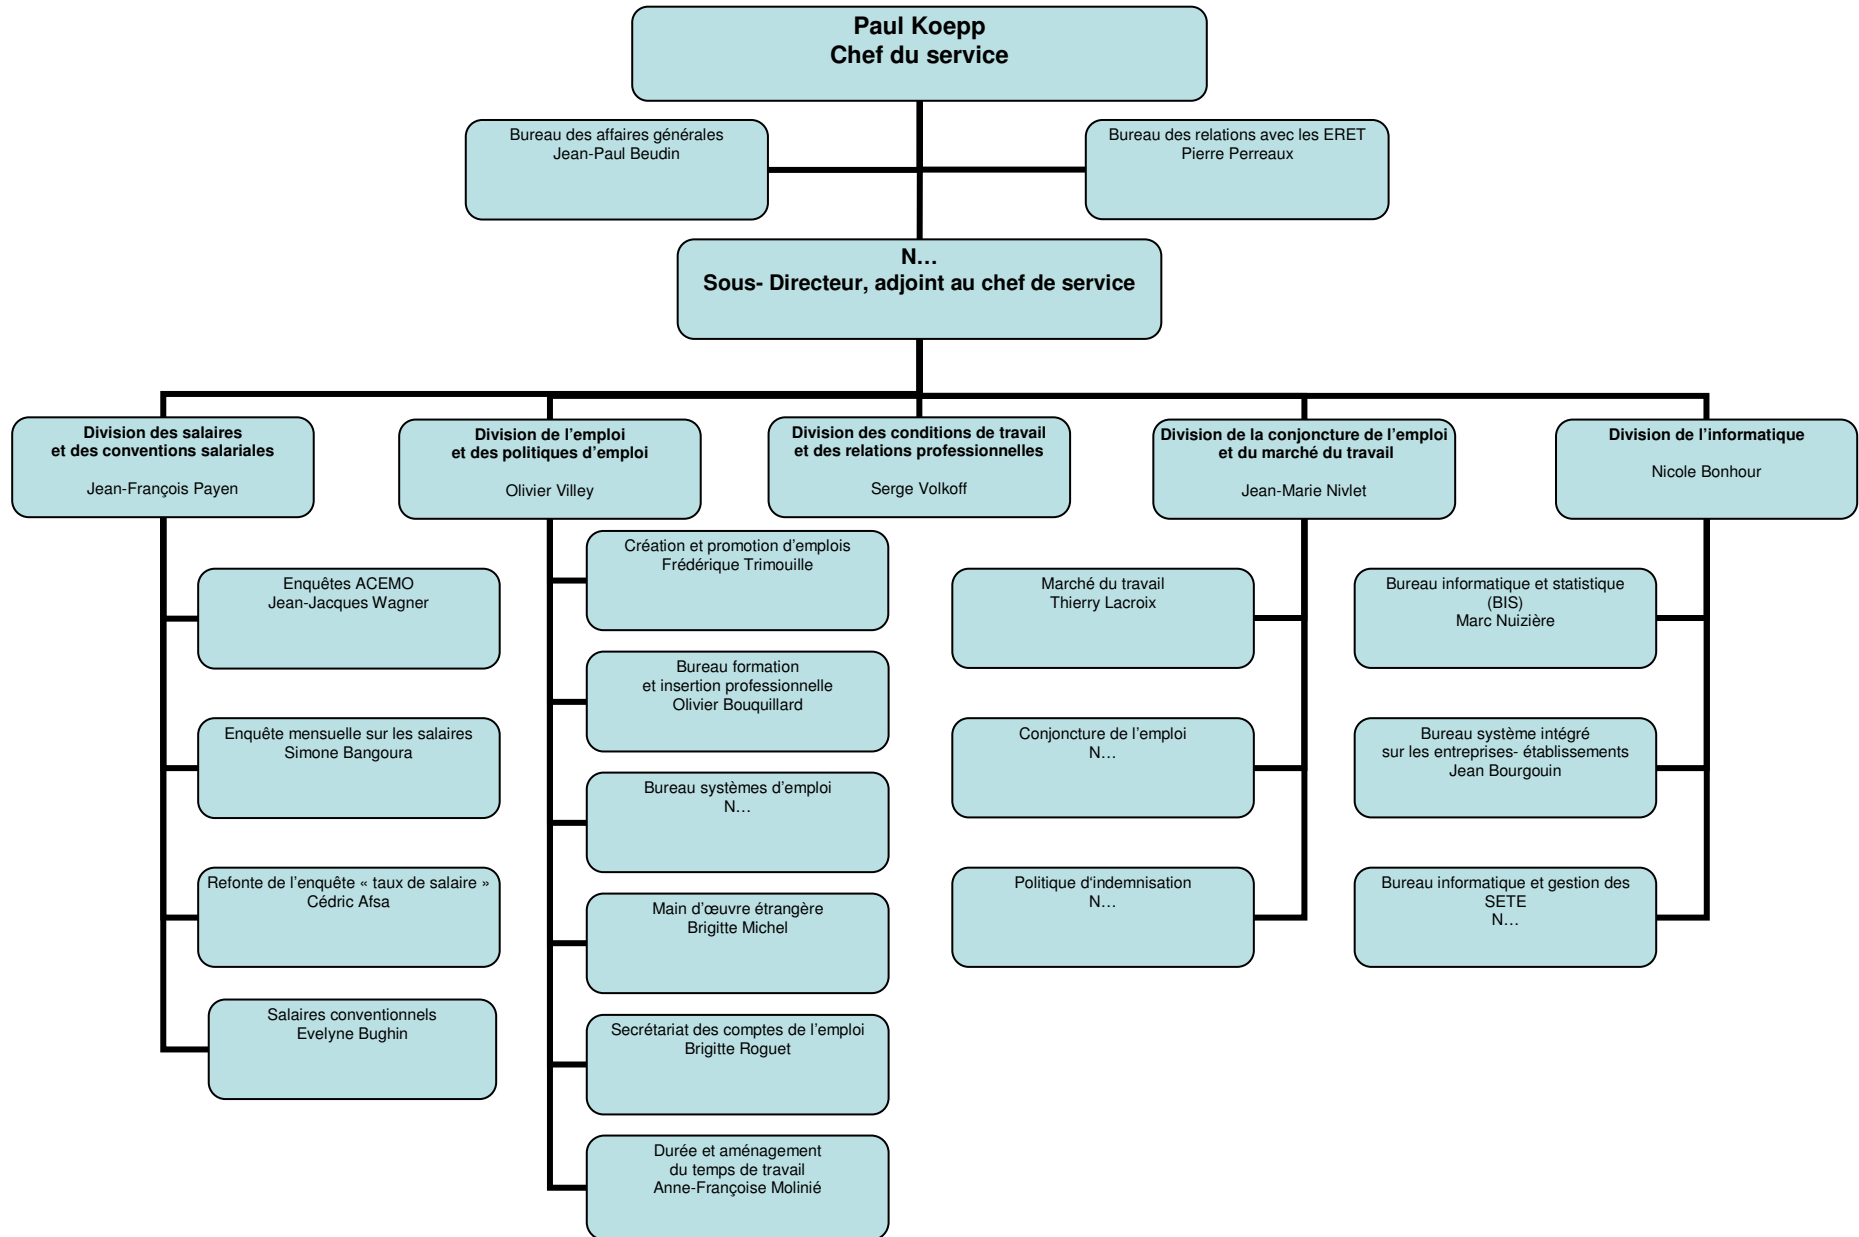 Paul Koepp
Chef du service
Bureau des affaires générales
Jean-Paul Beudin
Bureau des relations avec les ERET
Pierre Perreaux
N…
Sous- Directeur, adjoint au chef de service
Division des salaires
et des conventions salariales
Jean-François Payen
Division de l’emploi
et des politiques d’emploi
Olivier Villey
Division des conditions de travail
et des relations professionnelles
Serge Volkoff
Division de la conjoncture de l’emploi
et du marché du travail
Jean-Marie Nivlet
Division de l’informatique
Nicole Bonhour
Enquêtes ACEMO
Jean-Jacques Wagner
Enquête mensuelle sur les salaires
Simone Bangoura
Refonte de l’enquête « taux de salaire »
Cédric Afsa
Salaires conventionnels
Evelyne Bughin
Création et promotion d’emplois
Frédérique Trimouille
Bureau formation
et insertion professionnelle
Olivier Bouquillard
Bureau systèmes d’emploi
N…
Main d’œuvre étrangère
Brigitte Michel
Secrétariat des comptes de l’emploi
Brigitte Roguet
Durée et aménagement
du temps de travail
Anne-Françoise Molinié
Marché du travail
Thierry Lacroix
Conjoncture de l’emploi
N…
Politique d‘indemnisation
N…
Bureau informatique et statistique
(BIS)
Marc Nuizière
Bureau système intégré
sur les entreprises- établissements
Jean Bourgouin
Bureau informatique et gestion des
SETE
N…